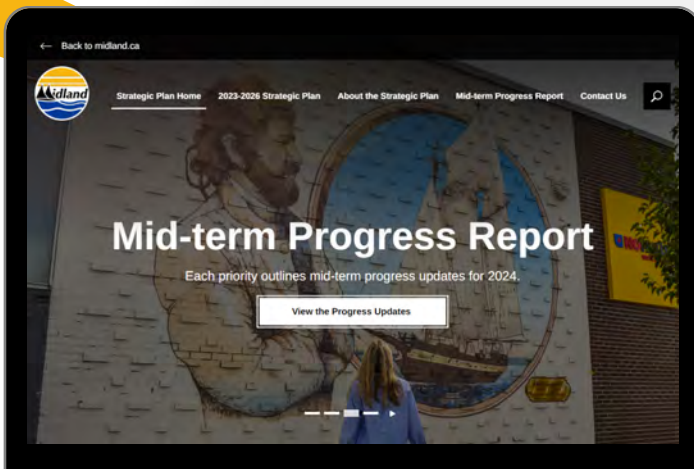 ← Back to midland.ca
Midland
Strategic Plan Home 2023-2026 Strategic Plan About the Strategic Plan Mid-term Progress Report Contact Us
Mid-term Progress Report
Each priority outlines mid-term progress updates for 2024.
View the Progress Updates